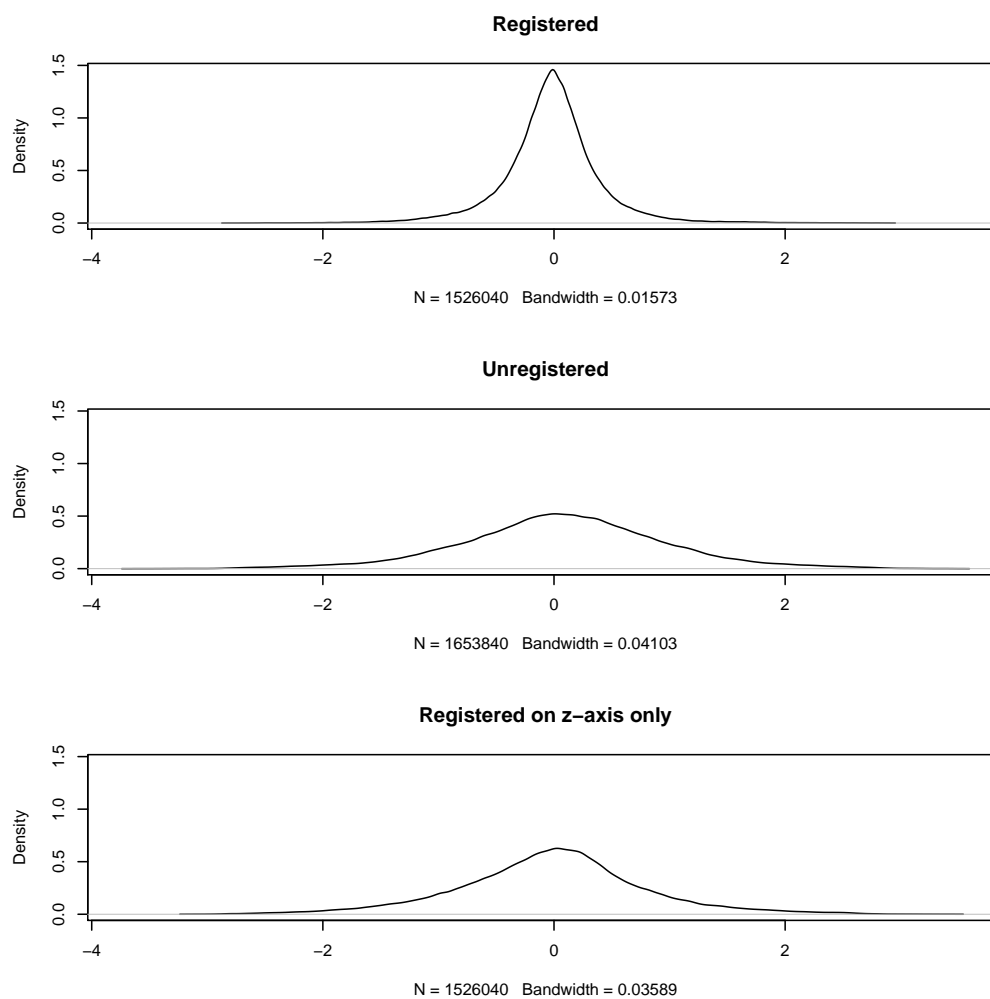 Registered
Density
0.0 0.5 1.0 1.5
−4 −2 0 2
N = 1526040 Bandwidth = 0.01573
Unregistered
Density
0.0 0.5 1.0 1.5
−4 −2 0 2
N = 1653840 Bandwidth = 0.04103
Registered on z−axis only
Density
0.0 0.5 1.0 1.5
−4 −2 0 2
N = 1526040 Bandwidth = 0.03589